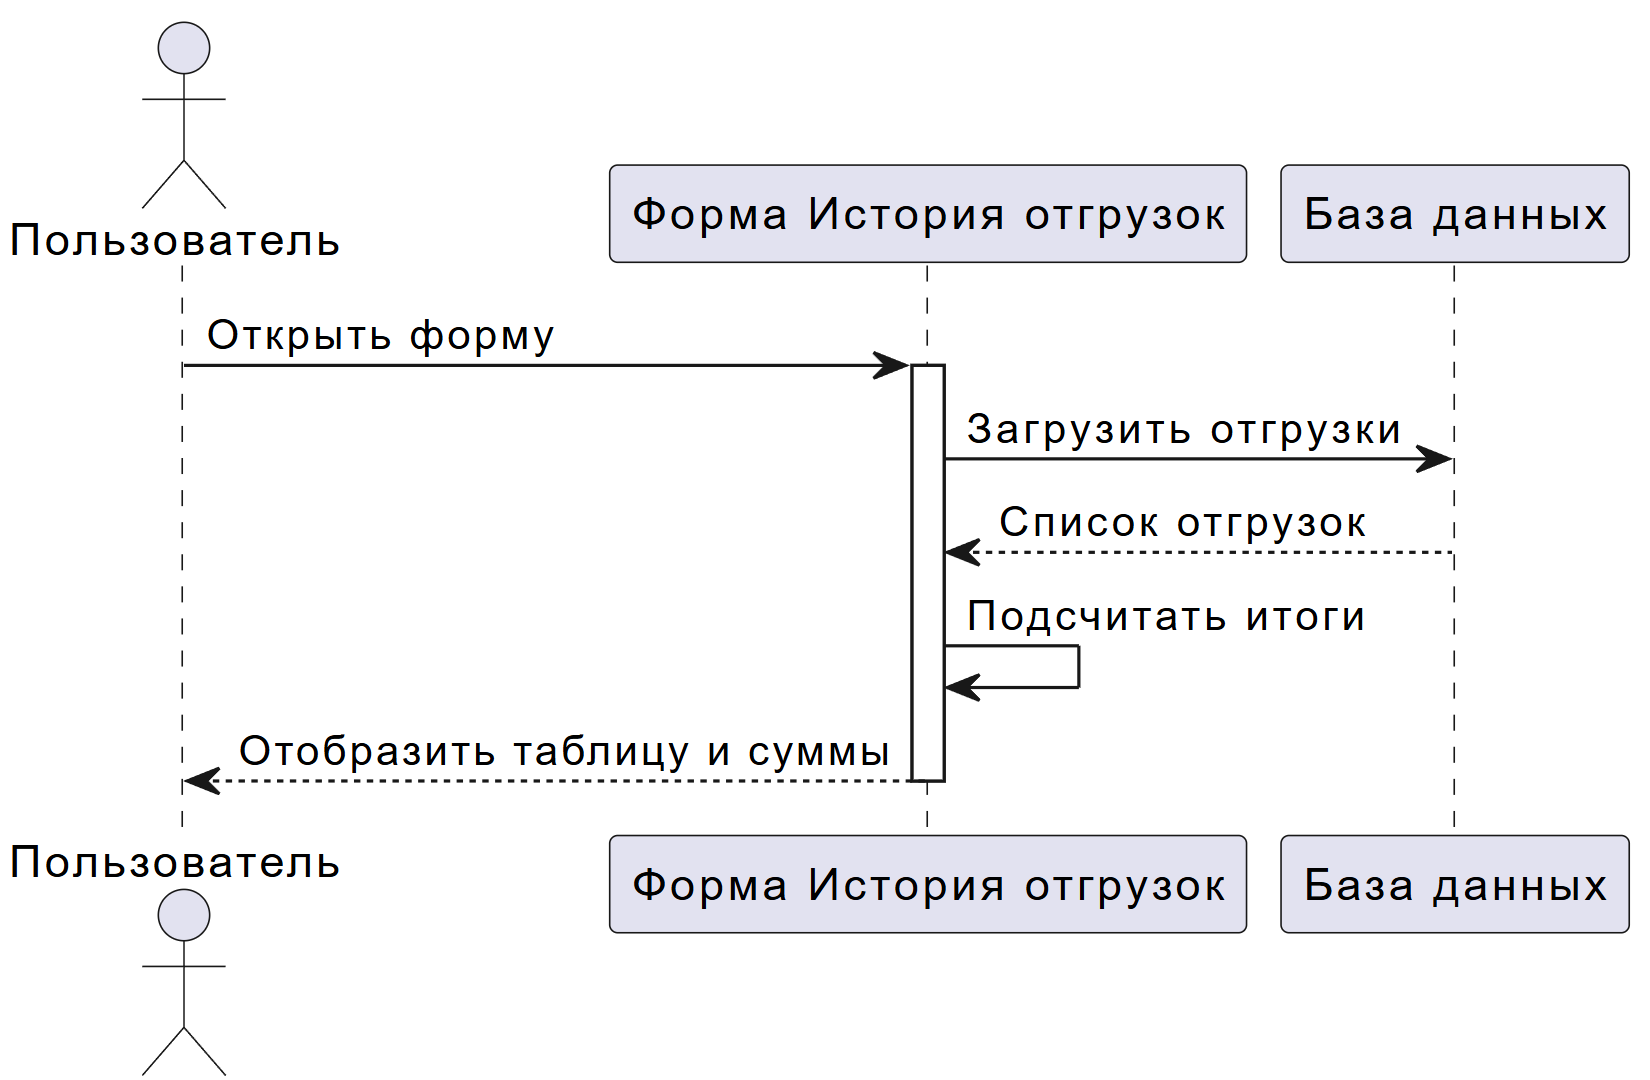 Пользователь
Форма История отгрузок
База данных
Открыть форму
Загрузить отгрузки
Список отгрузок
Подсчитать итоги
Отобразить таблицу и суммы
Пользователь
Форма История отгрузок
База данных